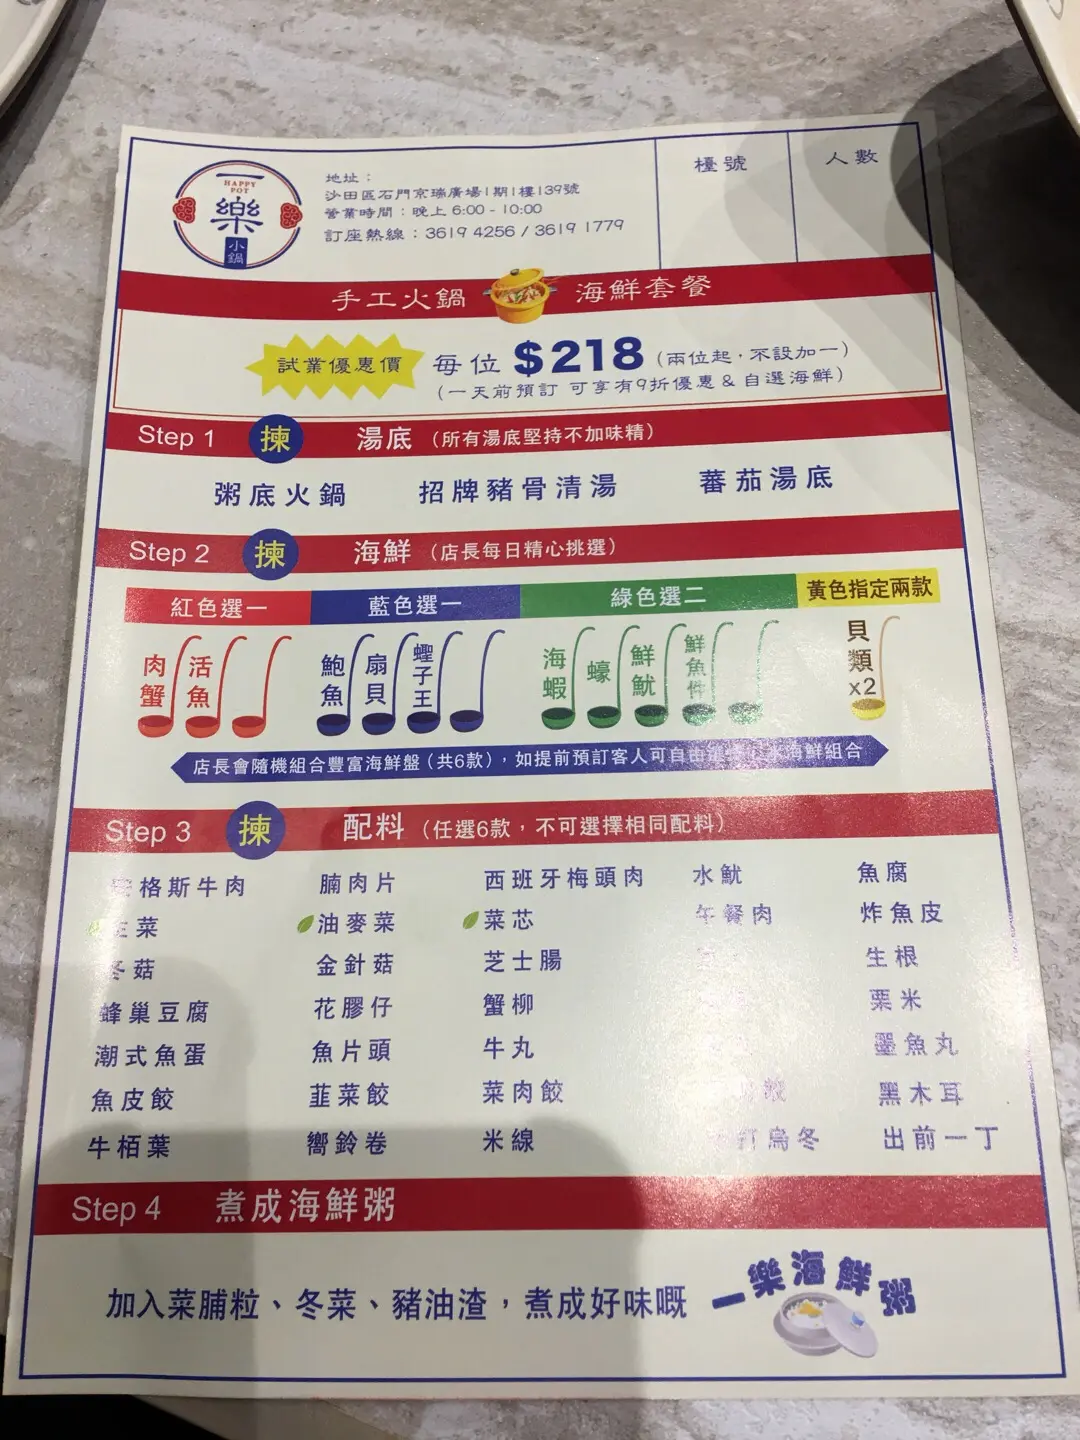 HAPPY
POT
一
樂
小鍋
地址：
沙田區石門京瑞廣場1期1樓139號
營業時間：晚上 6:00 - 10:00
訂座熱線：3619 4256 / 3619 1779
檯號
人數
手工火鍋 海鮮套餐
試業優惠價 每位 $218 (兩位起，不設加一)
(一天前預訂 可享有9折優惠 & 自選海鮮)
Step 1 揀 湯底 (所有湯底堅持不加味精)
粥底火鍋 招牌豬骨清湯 蕃茄湯底
Step 2 揀 海鮮 (店長每日精心挑選)
紅色選一 藍色選一 綠色選二 黃色指定兩款
肉蟹 活魚 鮑魚 扇貝 蟶子王 海蝦 蠔 鮮魷 鮮魚件 貝類x2
店長會隨機組合豐富海鮮盤 (共6款)，如提前預訂客人可自由 海鮮組合
Step 3 揀 配料 (任選6款，不可選擇相同配料)
格斯牛肉 腩肉片 西班牙梅頭肉 水魷 魚腐
菜 油麥菜 菜芯 午餐肉 炸魚皮
冬菇 金針菇 芝士腸 生根
蜂巢豆腐 花膠仔 蟹柳 粟米
潮式魚蛋 魚片頭 牛丸 墨魚丸
魚皮餃 韮菜餃 菜肉餃 黑木耳
牛栢葉 嚮鈴卷 米線 打烏冬 出前一丁
Step 4 煮成海鮮粥
加入菜脯粒、冬菜、豬油渣，煮成好味嘅 一樂海鮮粥